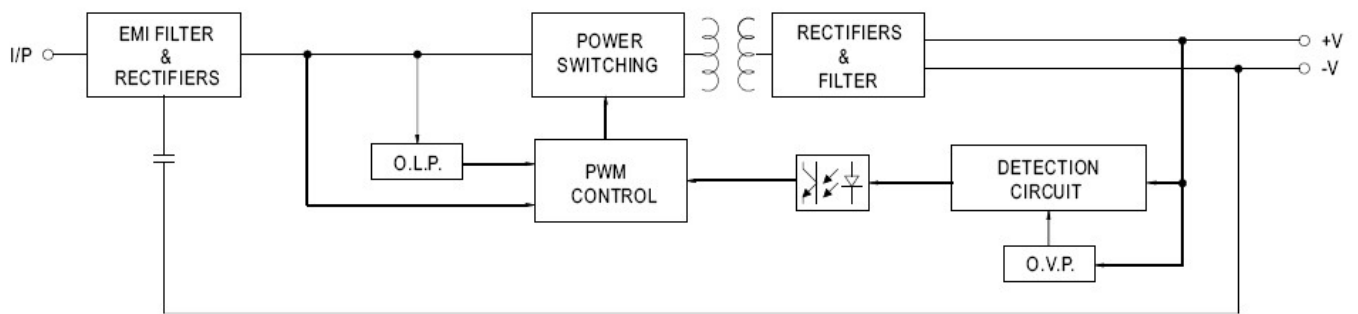 I/P
EMI FILTER
&
RECTIFIERS
POWER
SWITCHING
RECTIFIERS
&
FILTER
+V
-V
O.L.P.
PWM
CONTROL
DETECTION
CIRCUIT
O.V.P.